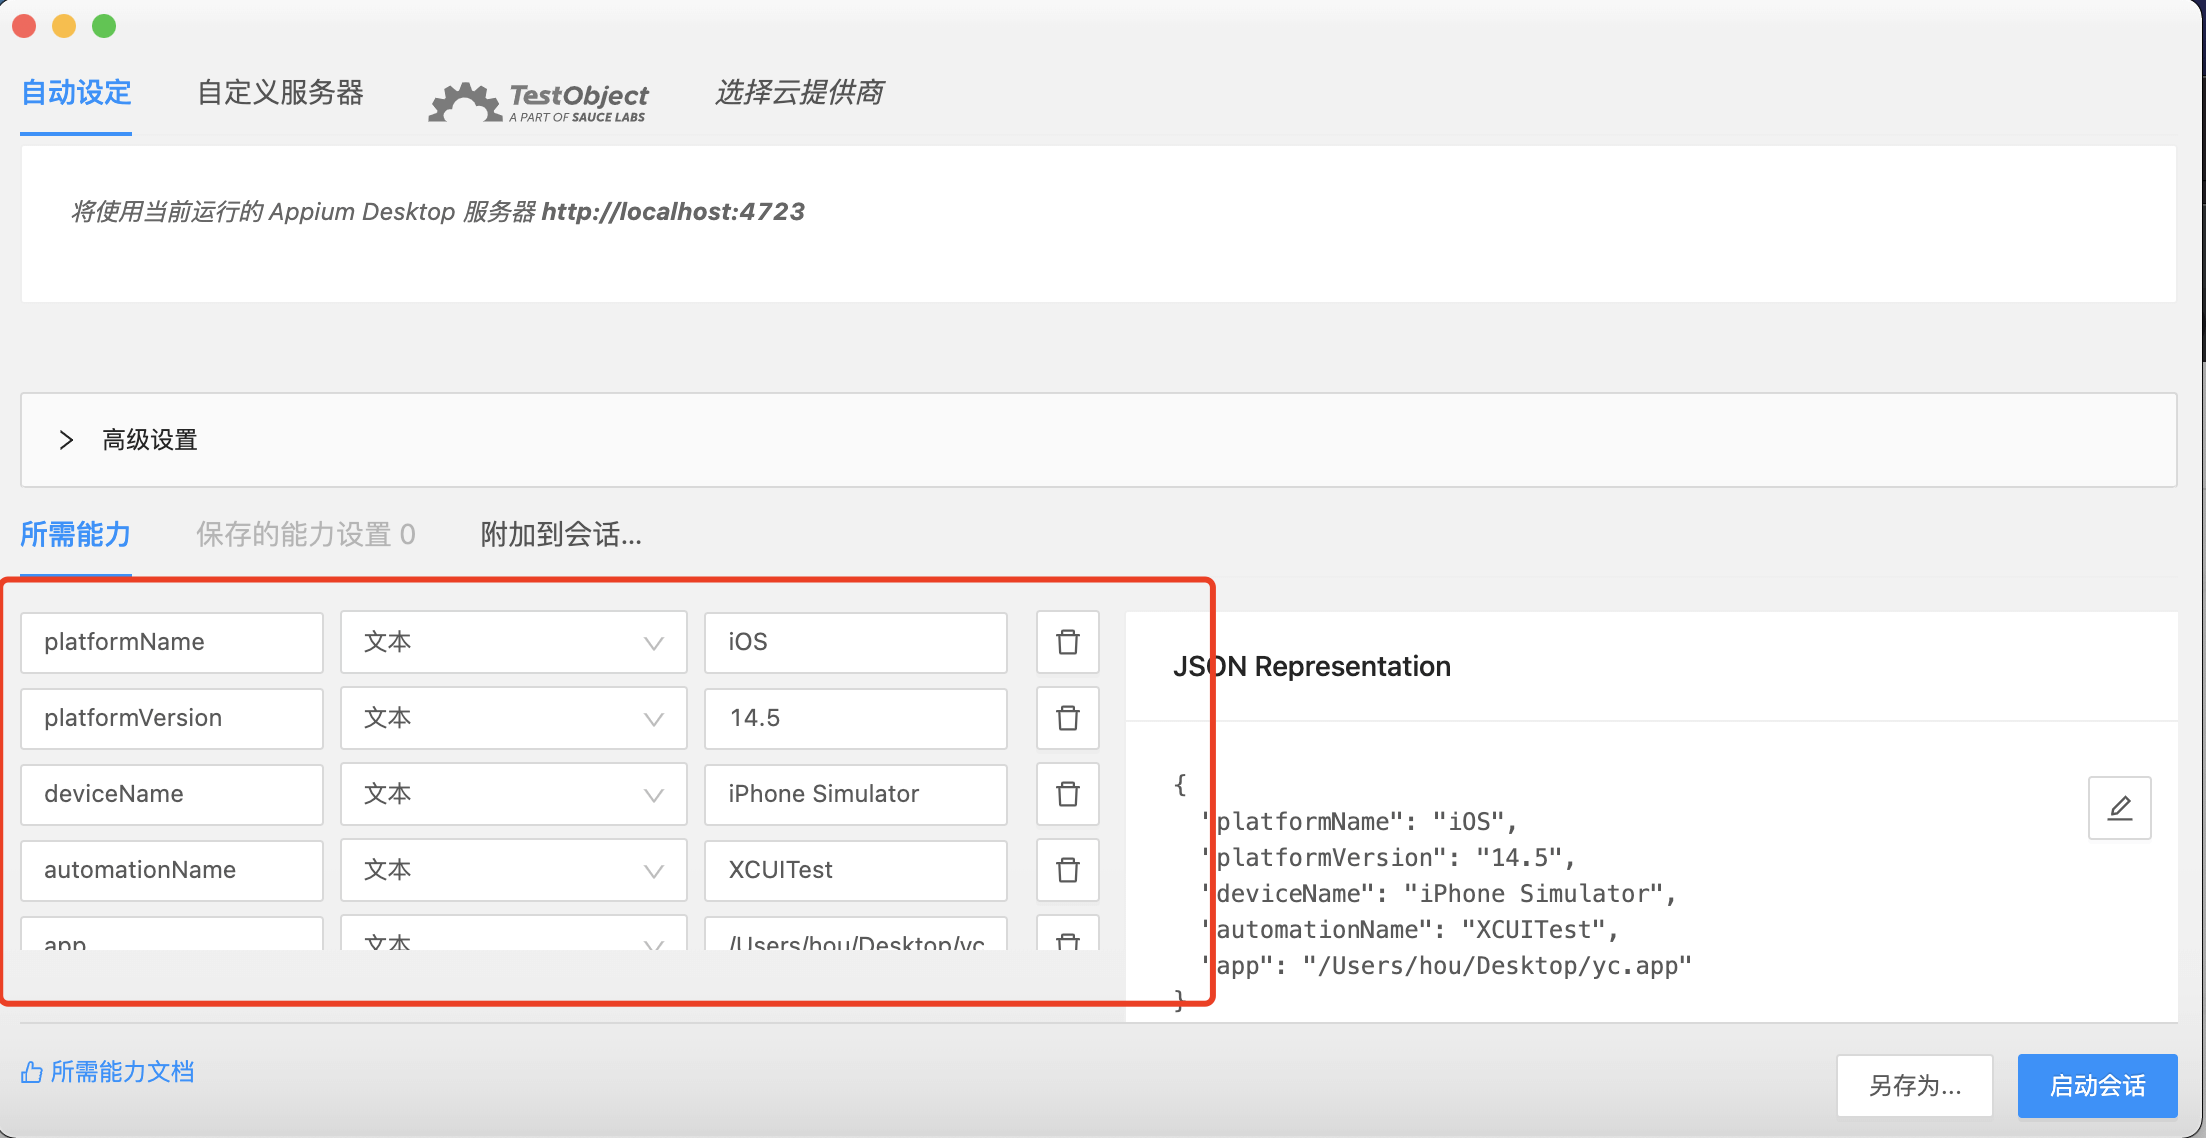 自动设定 自定义服务器 TestObject 选择云提供商
A PART OF SAUCE LABS
将使用当前运行的 Appium Desktop 服务器 http://localhost:4723
高级设置
所需能力 保存的能力设置 0 附加到会话...
platformName 文本 iOS
platformVersion 文本 14.5
deviceName 文本 iPhone Simulator
automationName 文本 XCUITest
app 文本 /Users/hou/Desktop/yc
JSON Representation
{
"platformName": "iOS",
"platformVersion": "14.5",
"deviceName": "iPhone Simulator",
"automationName": "XCUITest",
"app": "/Users/hou/Desktop/yc.app"
}
所需能力文档
另存为... 启动会话